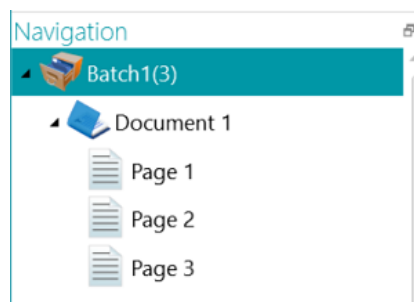 Navigation
Batch1(3)
Document 1
Page 1
Page 2
Page 3